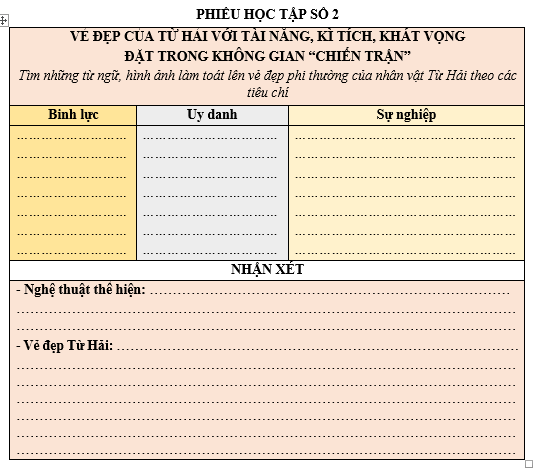 PHIẾU HỌC TẬP SỐ 2
VẺ ĐẸP CỦA TỪ HẢI VỚI TÀI NĂNG, KÌ TÍCH, KHÁT VỌNG
ĐẶT TRONG KHÔNG GIAN “CHIẾN TRẬN”
Tìm những từ ngữ, hình ảnh làm toát lên vẻ đẹp phi thường của nhân vật Từ Hải theo các
tiêu chí
Binh lực Uy danh Sự nghiệp
NHẬN XÉT
- Nghệ thuật thể hiện:
- Vẻ đẹp Từ Hải: